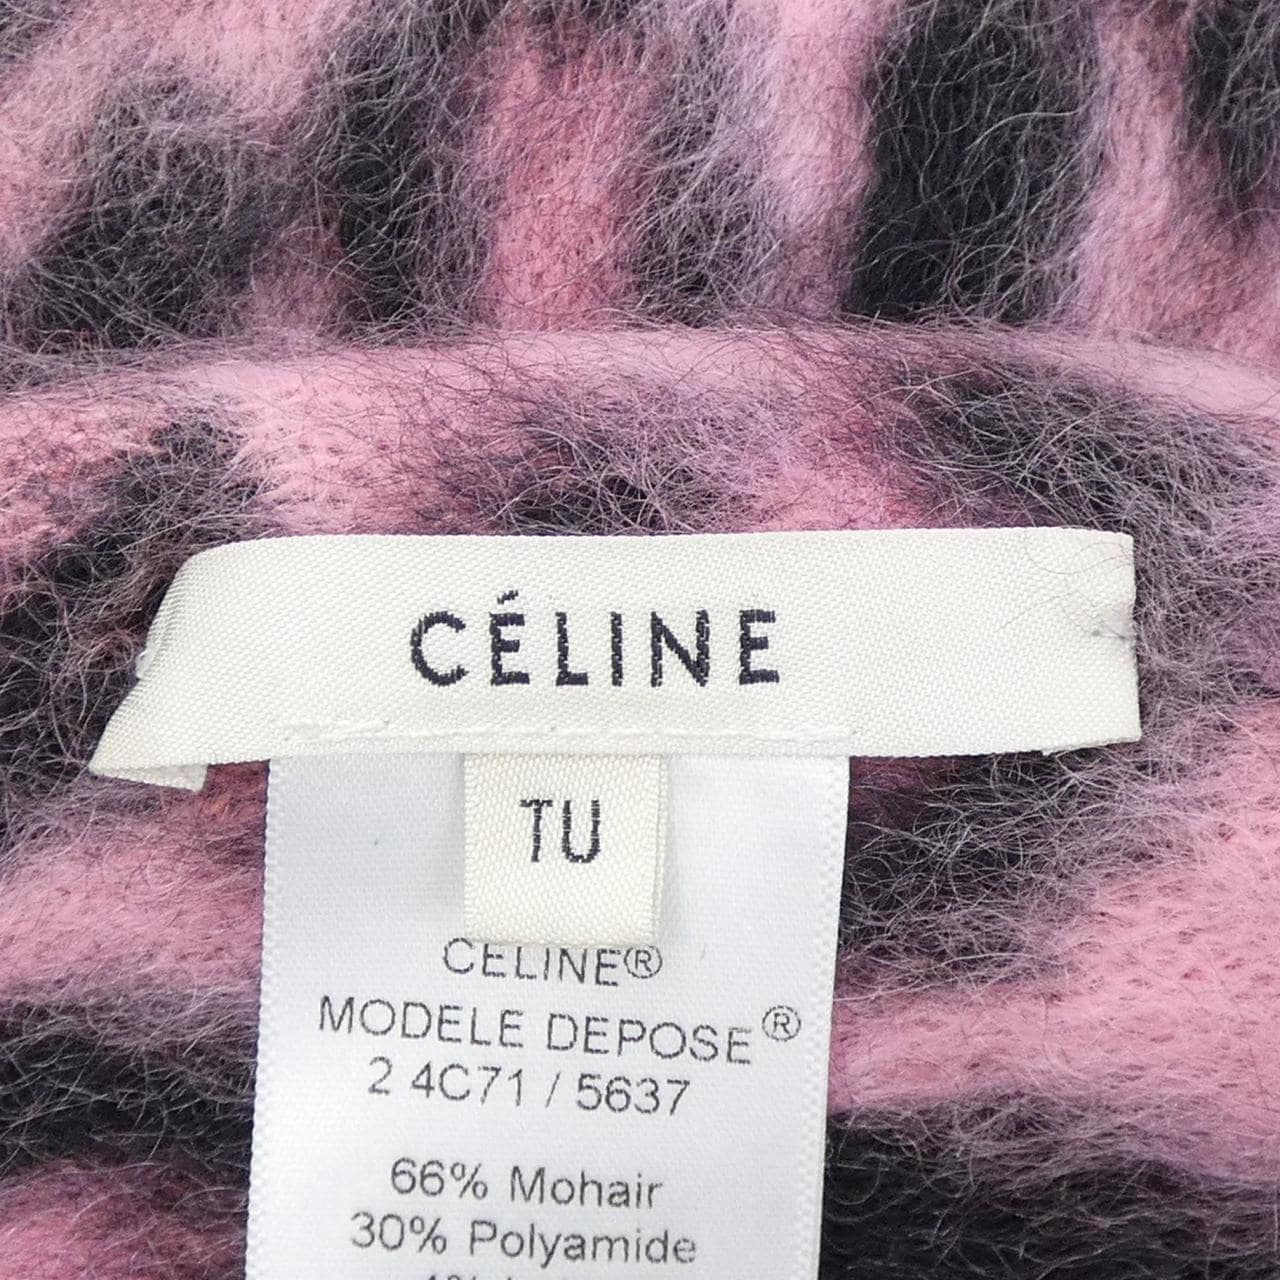 CÉLINE
TU
CELINE®
MODELE DEPOSE®
2 4C71 / 5637
66% Mohair
30% Polyamide